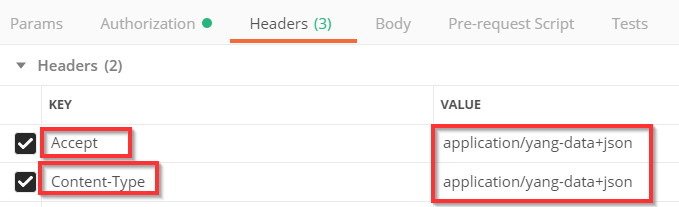 Params Authorization Headers (3) Body Pre-request Script Tests
Headers (2)
KEY VALUE
Accept application/yang-data+json
Content-Type application/yang-data+json